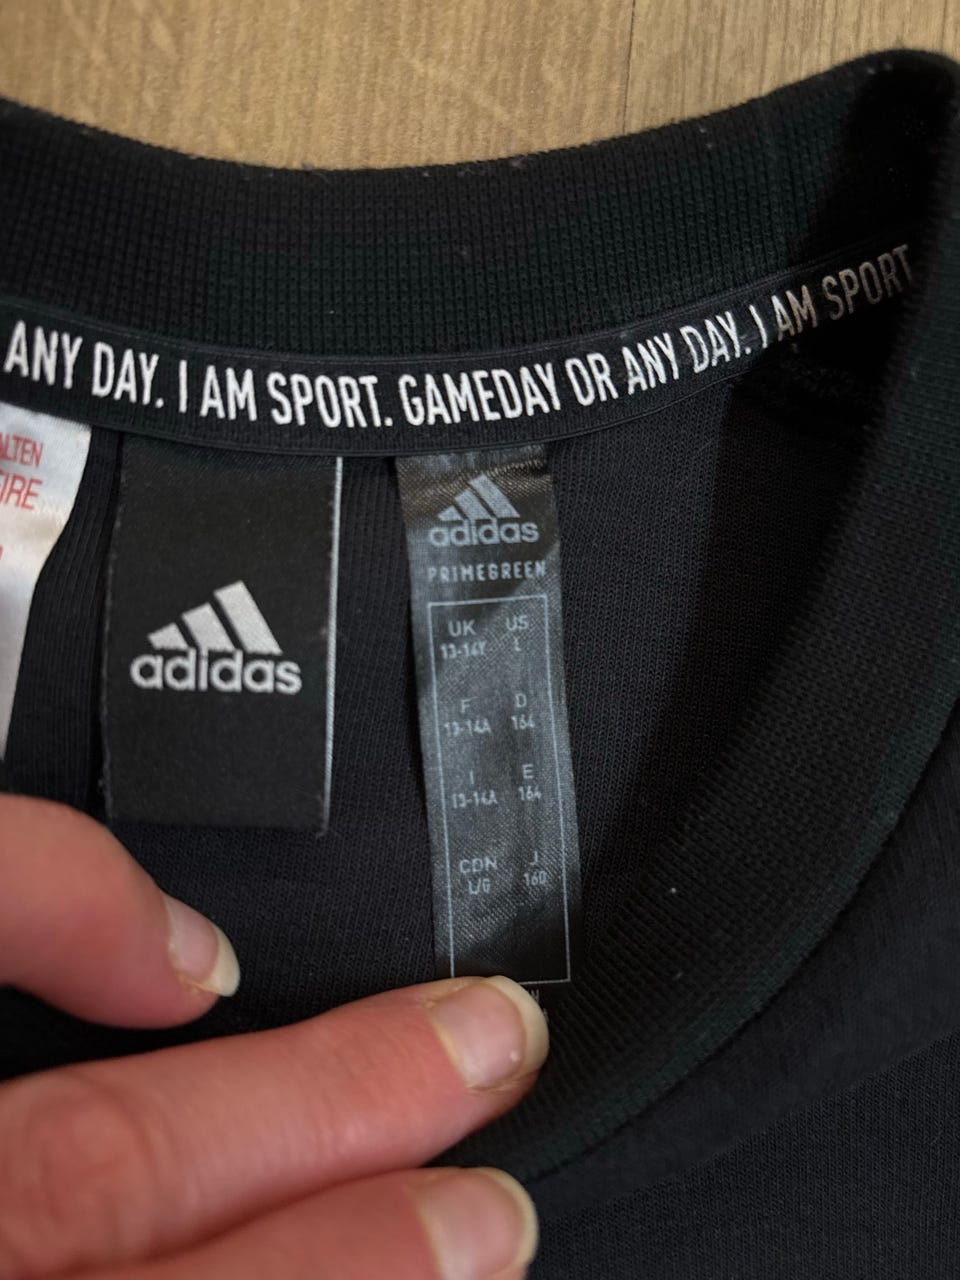 ANY DAY. I AM SPORT. GAMEDAY OR ANY DAY. I AM SPORT
ALTEN
adidas
adidas
PRIMEGREEN
UK US
13-14Y L
F D
13-14A 164
I E
13-14A 164
CDN J
L/G 160